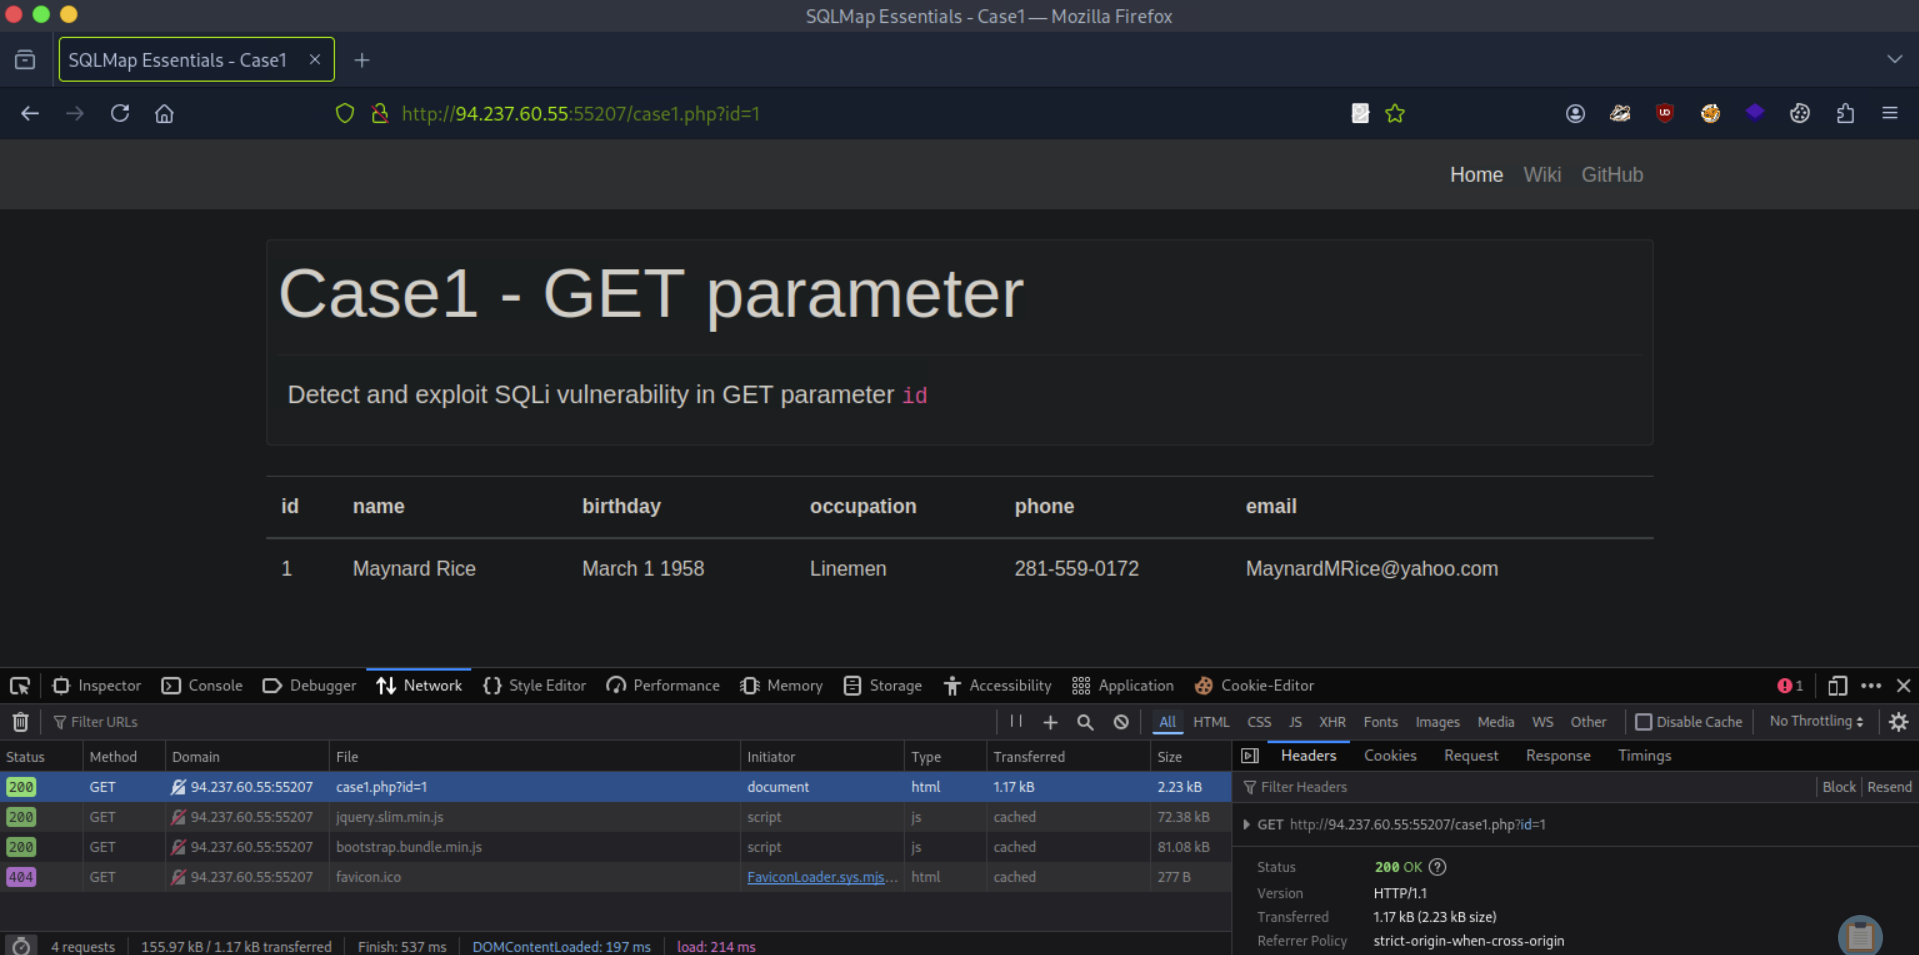 SQLMap Essentials - Case1 — Mozilla Firefox
SQLMap Essentials - Case1
http://94.237.60.55:55207/case1.php?id=1
Home Wiki GitHub
Case1 - GET parameter
Detect and exploit SQLi vulnerability in GET parameter id
id name birthday occupation phone email
1 Maynard Rice March 1 1958 Linemen 281-559-0172 MaynardMRice@yahoo.com
Inspector Console Debugger Network Style Editor Performance Memory Storage Accessibility Application Cookie-Editor 1
Filter URLs All HTML CSS JS XHR Fonts Images Media WS Other Disable Cache No Throttling
Status Method Domain File Initiator Type Transferred Size
200 GET 94.237.60.55:55207 case1.php?id=1 document html 1.17 kB 2.23 kB
200 GET 94.237.60.55:55207 jquery.slim.min.js script js cached 72.38 kB
200 GET 94.237.60.55:55207 bootstrap.bundle.min.js script js cached 81.08 kB
404 GET 94.237.60.55:55207 favicon.ico FaviconLoader.sys.mjs... html cached 277 B
4 requests 155.97 kB / 1.17 kB transferred Finish: 537 ms DOMContentLoaded: 197 ms load: 214 ms
Headers Cookies Request Response Timings
Filter Headers Block Resend
GET http://94.237.60.55:55207/case1.php?id=1
Status 200 OK ?
Version HTTP/1.1
Transferred 1.17 kB (2.23 kB size)
Referrer Policy strict-origin-when-cross-origin